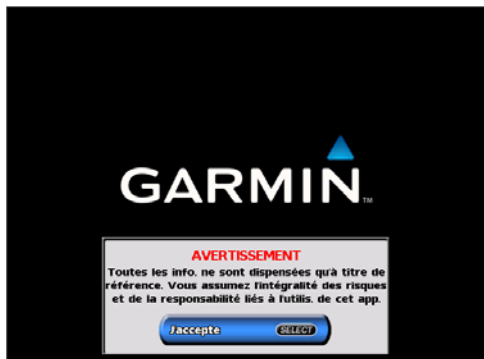 GARMIN™
AVERTISSEMENT
Toutes les info. ne sont dispensées qu'à titre de
référence. Vous assumez l'intégralité des risques
et de la responsabilité liés à l'utilis. de cet app.
J'accepte SELECT